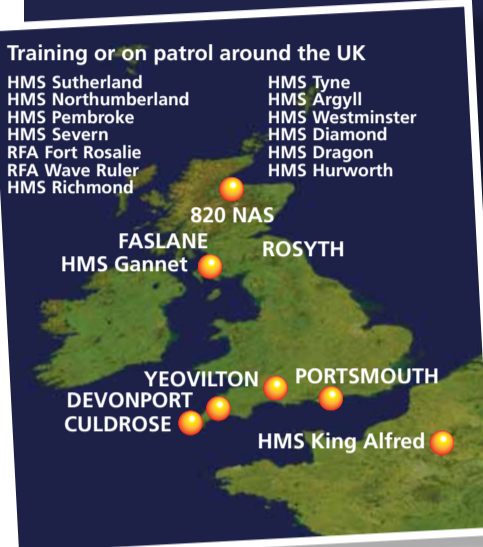 Training or on patrol around the UK
HMS Sutherland
HMS Northumberland
HMS Pembroke
HMS Severn
RFA Fort Rosalie
RFA Wave Ruler
HMS Richmond
HMS Tyne
HMS Argyll
HMS Westminster
HMS Diamond
HMS Dragon
HMS Hurworth
820 NAS
FASLANE
ROSYTH
HMS Gannet
YEOVILTON
PORTSMOUTH
DEVONPORT
CULDROSE
HMS King Alfred